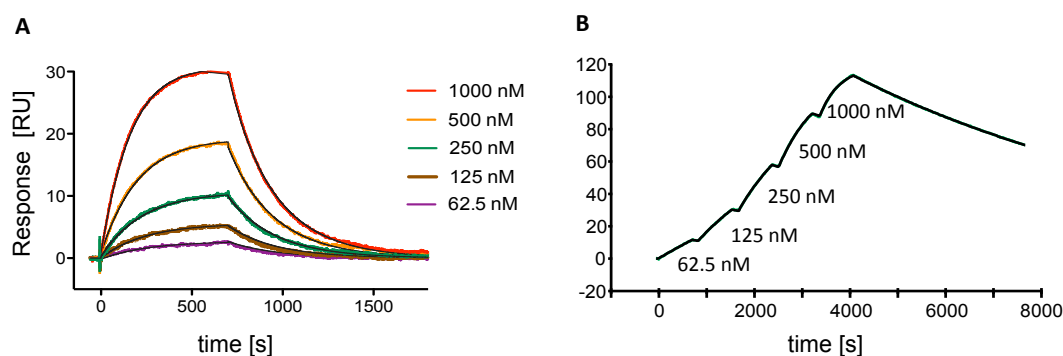 A
Response [RU]
30
20
10
0
0
500
1000
1500
time [s]
1000 nM
500 nM
250 nM
125 nM
62.5 nM
B
120
100
80
60
40
20
0
-20
62.5 nM
125 nM
250 nM
500 nM
1000 nM
0
2000
4000
6000
8000
time [s]